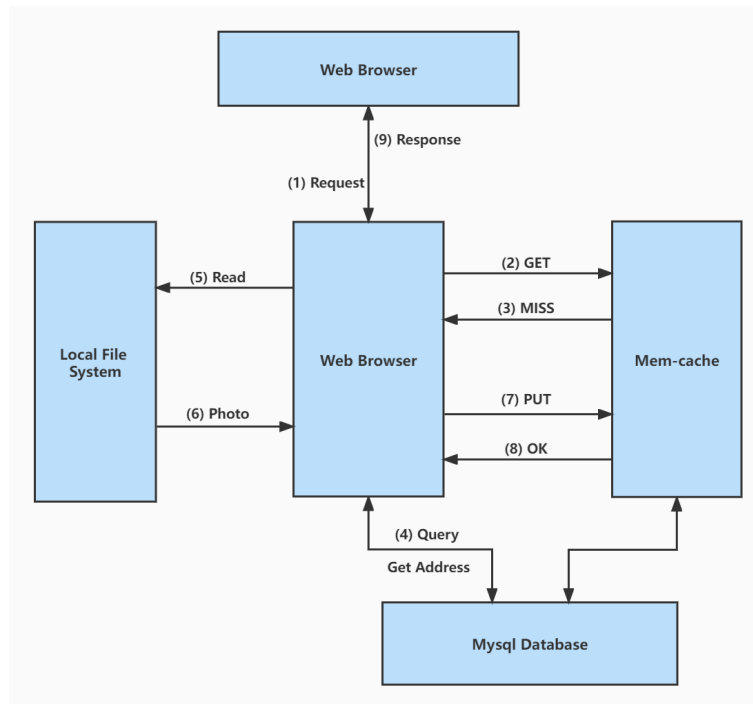 Web Browser
(9) Response
(1) Request
(2) GET
(5) Read
(3) MISS
Local File
System
Web Browser
Mem-cache
(7) PUT
(6) Photo
(8) OK
(4) Query
Get Address
Mysql Database